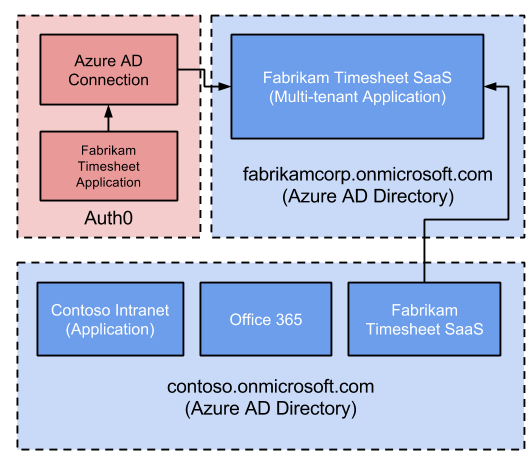 Azure AD
Connection
Fabrikam
Timesheet
Application
Auth0
Fabrikam Timesheet SaaS
(Multi-tenant Application)
fabrikamcorp.onmicrosoft.com
(Azure AD Directory)
Contoso Intranet
(Application)
Office 365
Fabrikam
Timesheet SaaS
contoso.onmicrosoft.com
(Azure AD Directory)